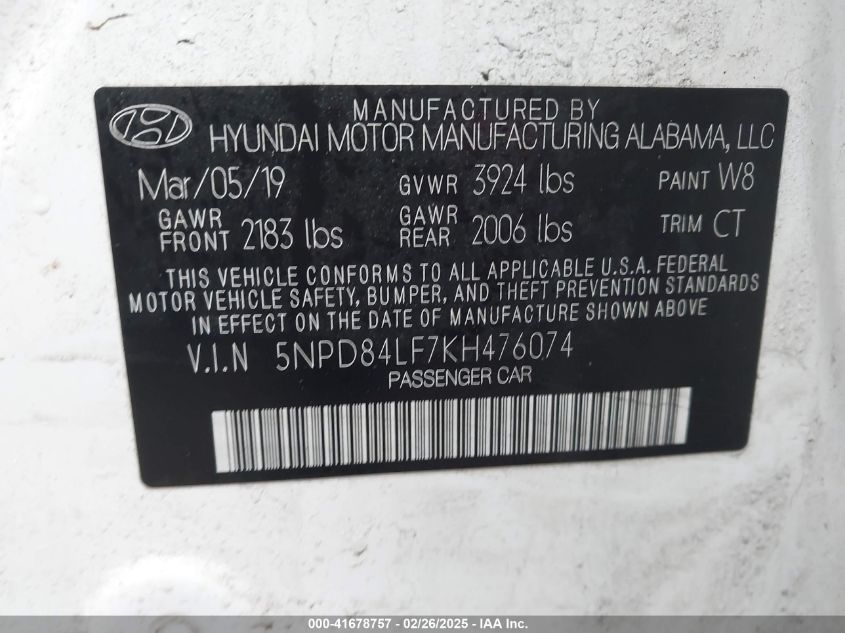 MANUFACTURED BY
HYUNDAI MOTOR MANUFACTURING ALABAMA, LLC
Mar/05/19 GVWR 3924 lbs PAINT W8
GAWR FRONT 2183 lbs GAWR REAR 2006 lbs TRIM CT
THIS VEHICLE CONFORMS TO ALL APPLICABLE U.S.A. FEDERAL
MOTOR VEHICLE SAFETY, BUMPER, AND THEFT PREVENTION STANDARDS
IN EFFECT ON THE DATE OF MANUFACTURE SHOWN ABOVE
V.I.N 5NPD84LF7KH476074
PASSENGER CAR
000-41678757 - 02/26/2025 - IAA Inc.